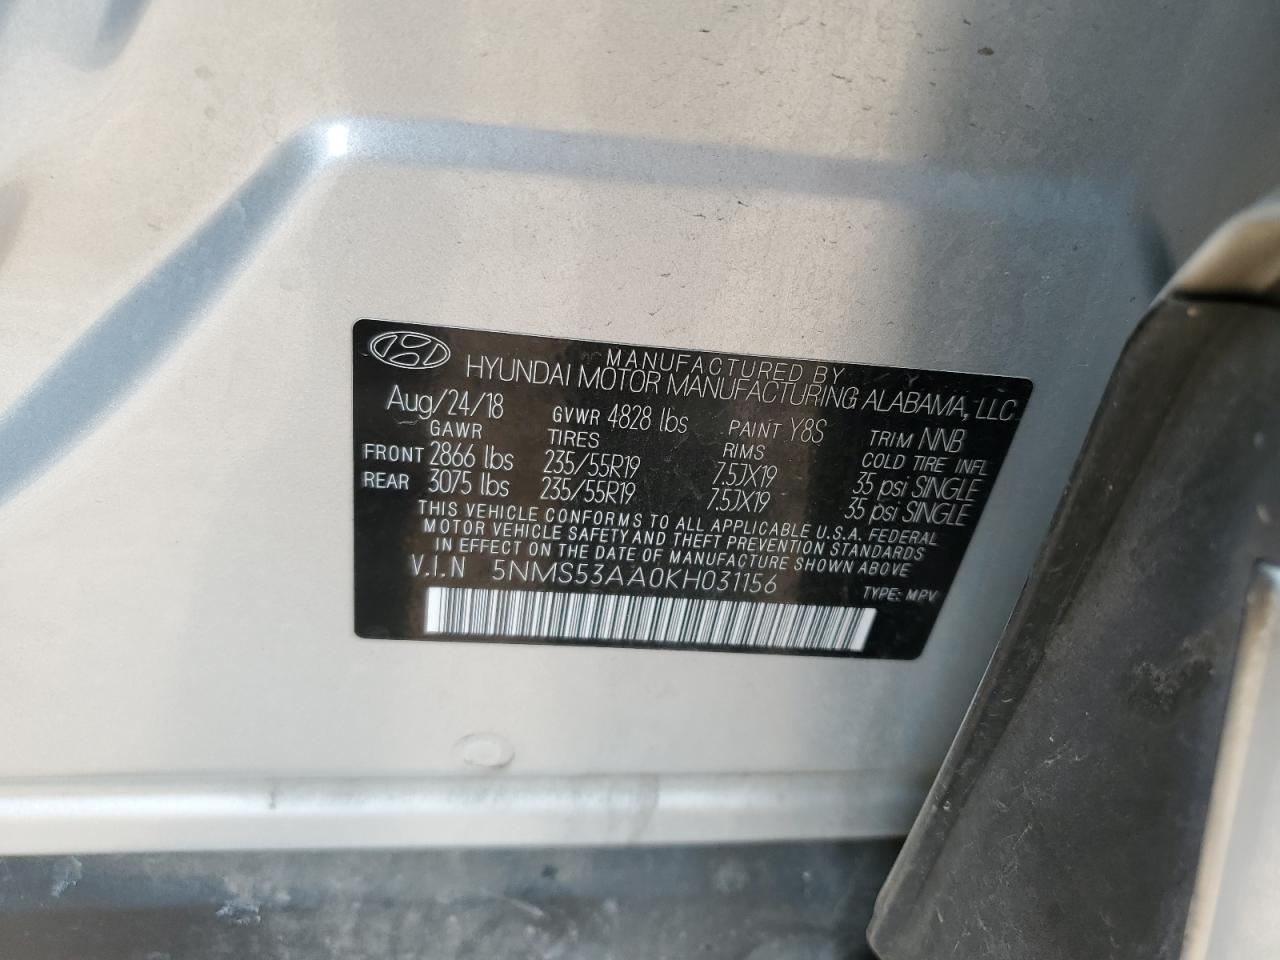 MANUFACTURED BY
HYUNDAI MOTOR MANUFACTURING ALABAMA, LLC
Aug/24/18 GVWR 4828 lbs PAINT Y8S TRIM NNB
GAWR TIRES RIMS COLD TIRE INFL
FRONT 2866 lbs 235/55R19 7.5JX19 35 psi SINGLE
REAR 3075 lbs 235/55R19 7.5JX19 35 psi SINGLE
THIS VEHICLE CONFORMS TO ALL APPLICABLE U.S.A. FEDERAL
MOTOR VEHICLE SAFETY AND THEFT PREVENTION STANDARDS
IN EFFECT ON THE DATE OF MANUFACTURE SHOWN ABOVE
V.I.N 5NMS53AA0KH031156 TYPE: MPV